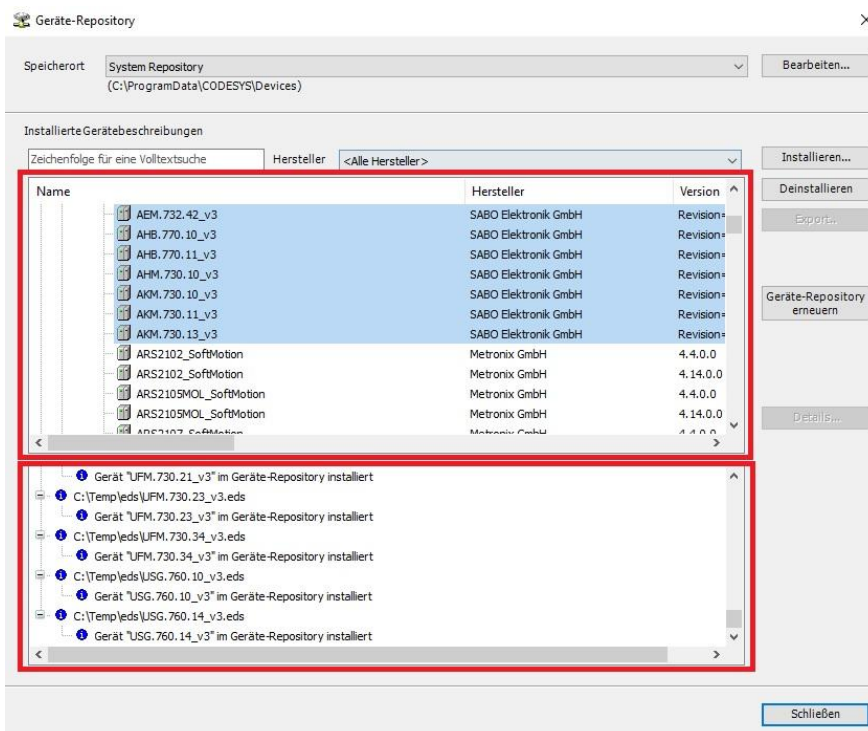 Geräte-Repository
Speicherort System Repository Bearbeiten...
(C:\ProgramData\CODESYS\Devices)
Installierte Gerätebeschreibungen
Zeichenfolge für eine Volltextsuche Hersteller <Alle Hersteller> Installieren...
Name Hersteller Version Deinstallieren
AEM.732.42_v3 SABO Elektronik GmbH Revision= Export...
AHB.770.10_v3 SABO Elektronik GmbH Revision=
AHB.770.11_v3 SABO Elektronik GmbH Revision=
AHM.730.10_v3 SABO Elektronik GmbH Revision=
AKM.730.10_v3 SABO Elektronik GmbH Revision= Geräte-Repository
AKM.730.11_v3 SABO Elektronik GmbH Revision= erneuern
AKM.730.13_v3 SABO Elektronik GmbH Revision=
ARS2102_SoftMotion Metronix GmbH 4.4.0.0
ARS2102_SoftMotion Metronix GmbH 4.14.0.0
ARS2105MOL_SoftMotion Metronix GmbH 4.4.0.0
ARS2105MOL_SoftMotion Metronix GmbH 4.14.0.0 Details...
ARS2107_SoftMotion Metronix GmbH 4.4.0.0
Gerät "UFM.730.21_v3" im Geräte-Repository installiert
C:\Temp\eds\UFM.730.23_v3.eds
Gerät "UFM.730.23_v3" im Geräte-Repository installiert
C:\Temp\eds\UFM.730.34_v3.eds
Gerät "UFM.730.34_v3" im Geräte-Repository installiert
C:\Temp\eds\USG.760.10_v3.eds
Gerät "USG.760.10_v3" im Geräte-Repository installiert
C:\Temp\eds\USG.760.14_v3.eds
Gerät "USG.760.14_v3" im Geräte-Repository installiert
Schließen